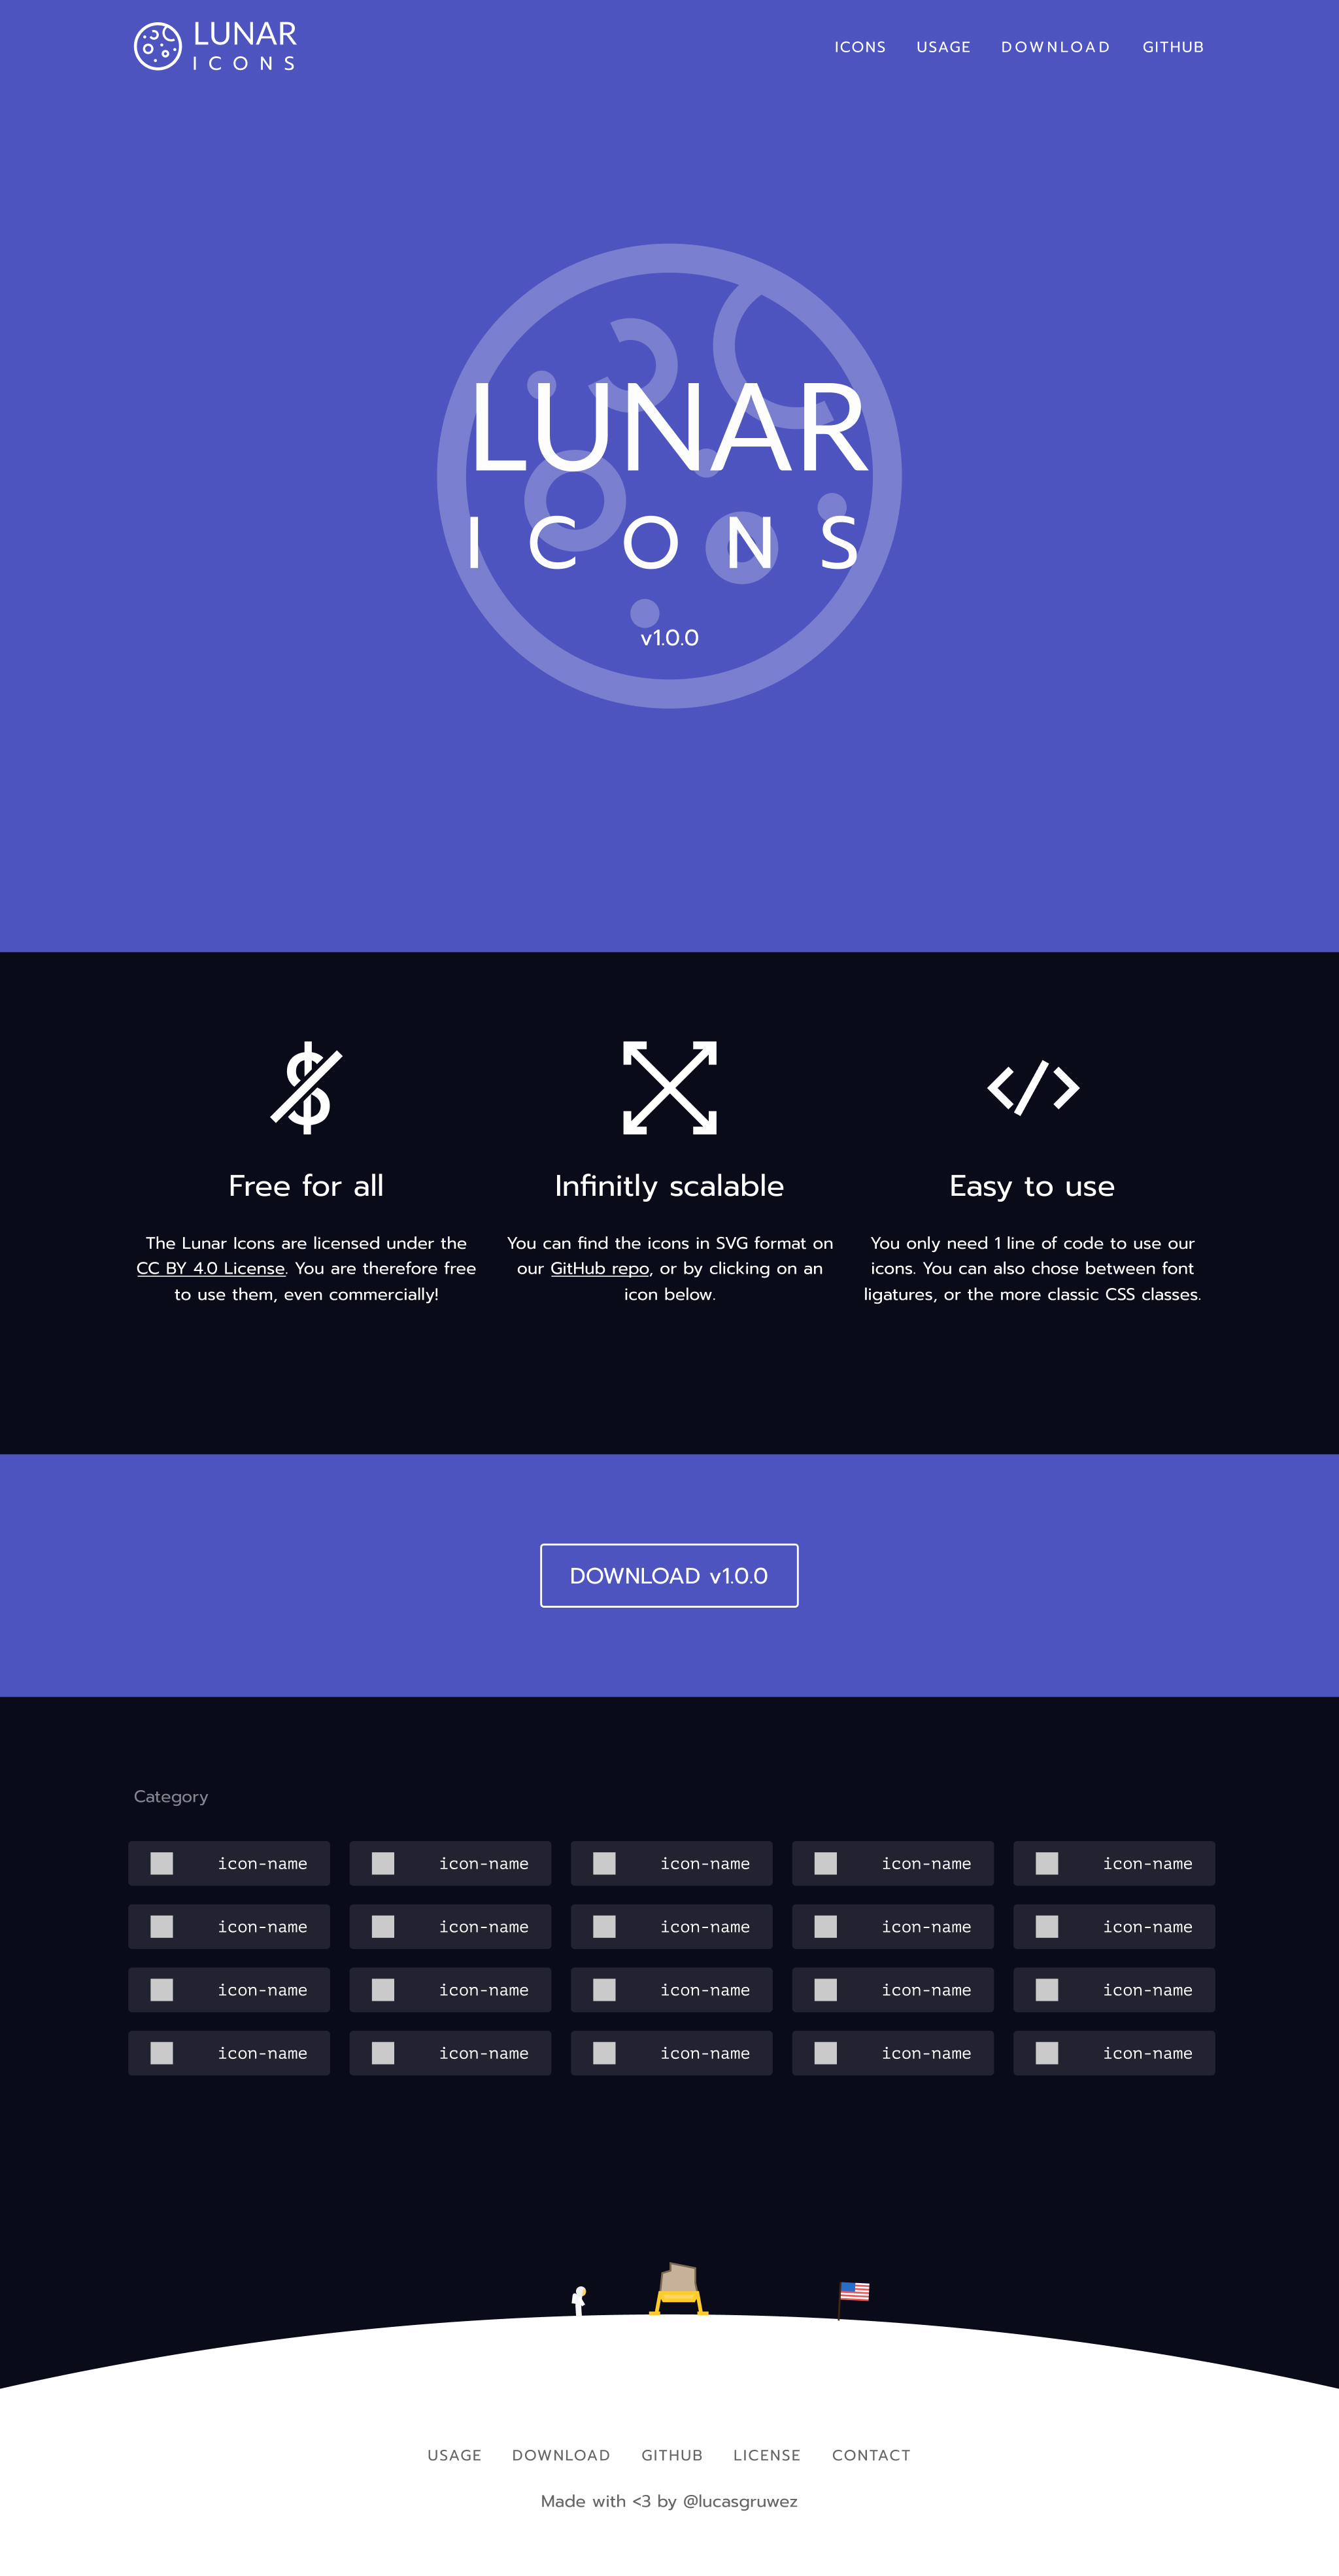 LUNAR
ICONS
ICONS USAGE DOWNLOAD GITHUB
LUNAR
ICONS
v1.0.0
Free for all
The Lunar Icons are licensed under the
CC BY 4.0 License. You are therefore free
to use them, even commercially!
Infinitly scalable
You can find the icons in SVG format on
our GitHub repo, or by clicking on an
icon below.
Easy to use
You only need 1 line of code to use our
icons. You can also chose between font
ligatures, or the more classic CSS classes.
DOWNLOAD v1.0.0
Category
icon-name icon-name icon-name icon-name icon-name
icon-name icon-name icon-name icon-name icon-name
icon-name icon-name icon-name icon-name icon-name
icon-name icon-name icon-name icon-name icon-name
USAGE DOWNLOAD GITHUB LICENSE CONTACT
Made with <3 by @lucasgruwez